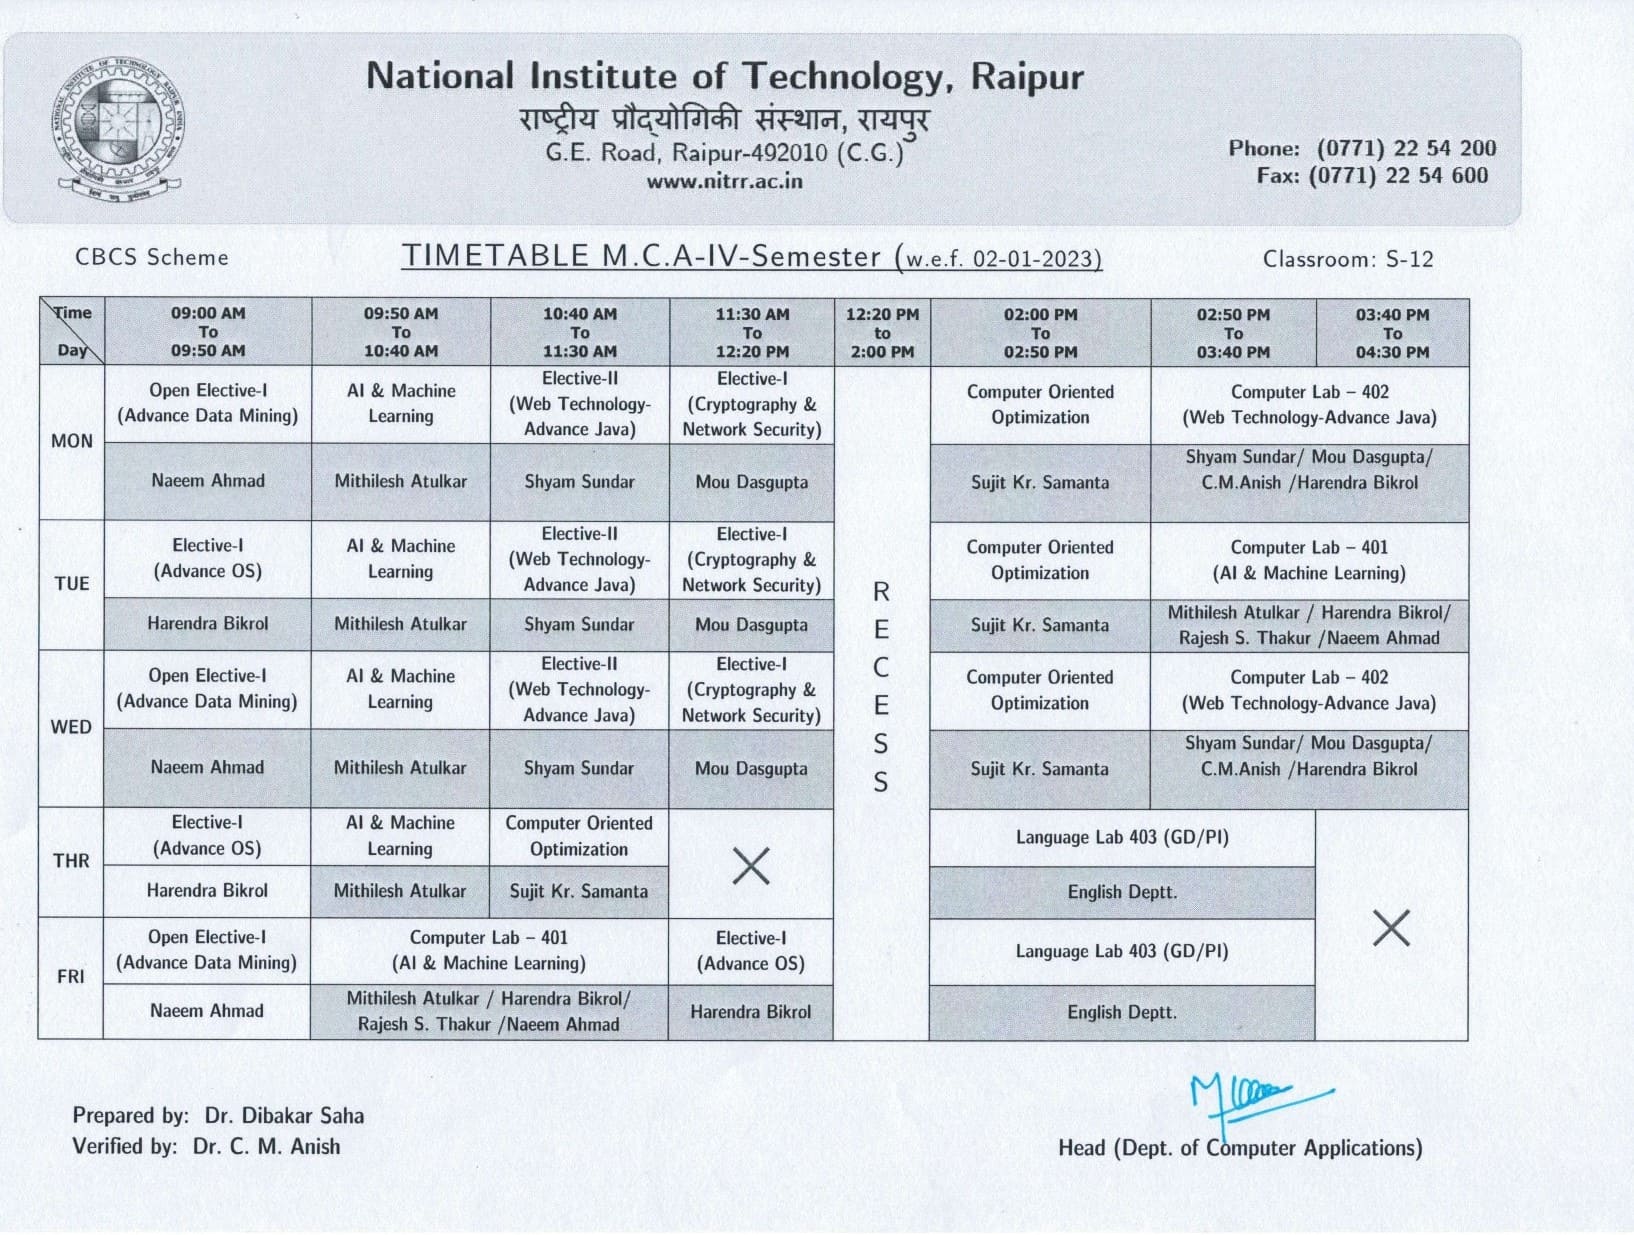 NATIONAL INSTITUTE OF TECHNOLOGY RAIPUR INDIA
National Institute of Technology, Raipur
राष्ट्रीय प्रौद्योगिकी संस्थान, रायपुर
G.E. Road, Raipur-492010 (C.G.)
www.nitrr.ac.in
Phone: (0771) 22 54 200
Fax: (0771) 22 54 600
CBCS Scheme
TIMETABLE M.C.A-IV-Semester (w.e.f. 02-01-2023)
Classroom: S-12
Time
Day
09:00 AM
To
09:50 AM
09:50 AM
To
10:40 AM
10:40 AM
To
11:30 AM
11:30 AM
To
12:20 PM
12:20 PM
to
2:00 PM
02:00 PM
To
02:50 PM
02:50 PM
To
03:40 PM
03:40 PM
To
04:30 PM
MON
Open Elective-I
(Advance Data Mining)
AI & Machine
Learning
Elective-II
(Web Technology-
Advance Java)
Elective-I
(Cryptography &
Network Security)
Computer Oriented
Optimization
Computer Lab – 402
(Web Technology-Advance Java)
Naeem Ahmad
Mithilesh Atulkar
Shyam Sundar
Mou Dasgupta
Sujit Kr. Samanta
Shyam Sundar/ Mou Dasgupta/
C.M.Anish /Harendra Bikrol
TUE
Elective-I
(Advance OS)
AI & Machine
Learning
Elective-II
(Web Technology-
Advance Java)
Elective-I
(Cryptography &
Network Security)
Computer Oriented
Optimization
Computer Lab – 401
(AI & Machine Learning)
Harendra Bikrol
Mithilesh Atulkar
Shyam Sundar
Mou Dasgupta
Sujit Kr. Samanta
Mithilesh Atulkar / Harendra Bikrol/
Rajesh S. Thakur /Naeem Ahmad
R
E
C
E
S
S
WED
Open Elective-I
(Advance Data Mining)
AI & Machine
Learning
Elective-II
(Web Technology-
Advance Java)
Elective-I
(Cryptography &
Network Security)
Computer Oriented
Optimization
Computer Lab – 402
(Web Technology-Advance Java)
Naeem Ahmad
Mithilesh Atulkar
Shyam Sundar
Mou Dasgupta
Sujit Kr. Samanta
Shyam Sundar/ Mou Dasgupta/
C.M.Anish /Harendra Bikrol
THR
Elective-I
(Advance OS)
AI & Machine
Learning
Computer Oriented
Optimization
Language Lab 403 (GD/PI)
Harendra Bikrol
Mithilesh Atulkar
Sujit Kr. Samanta
English Deptt.
FRI
Open Elective-I
(Advance Data Mining)
Computer Lab – 401
(AI & Machine Learning)
Elective-I
(Advance OS)
Language Lab 403 (GD/PI)
Naeem Ahmad
Mithilesh Atulkar / Harendra Bikrol/
Rajesh S. Thakur /Naeem Ahmad
Harendra Bikrol
English Deptt.
Prepared by: Dr. Dibakar Saha
Verified by: Dr. C. M. Anish
Head (Dept. of Computer Applications)